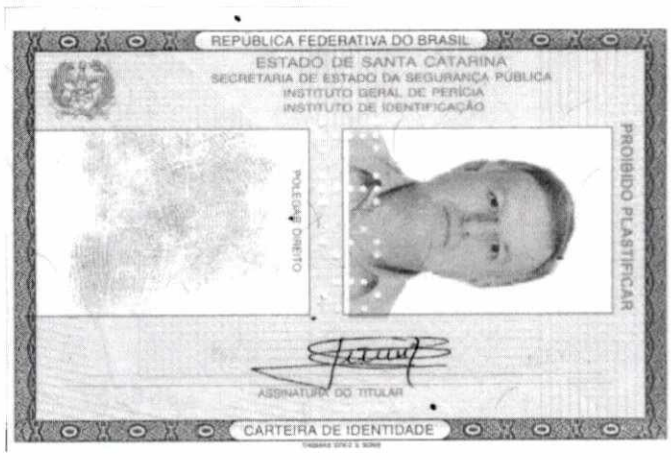 REPÚBLICA FEDERATIVA DO BRASIL
ESTADO DE SANTA CATARINA
SECRETARIA DE ESTADO DA SEGURANÇA PÚBLICA
INSTITUTO GERAL DE PERÍCIA
INSTITUTO DE IDENTIFICAÇÃO
POLEGAR DIREITO
PROIBIDO PLASTIFICAR
ASSINATURA DO TITULAR
CARTEIRA DE IDENTIDADE